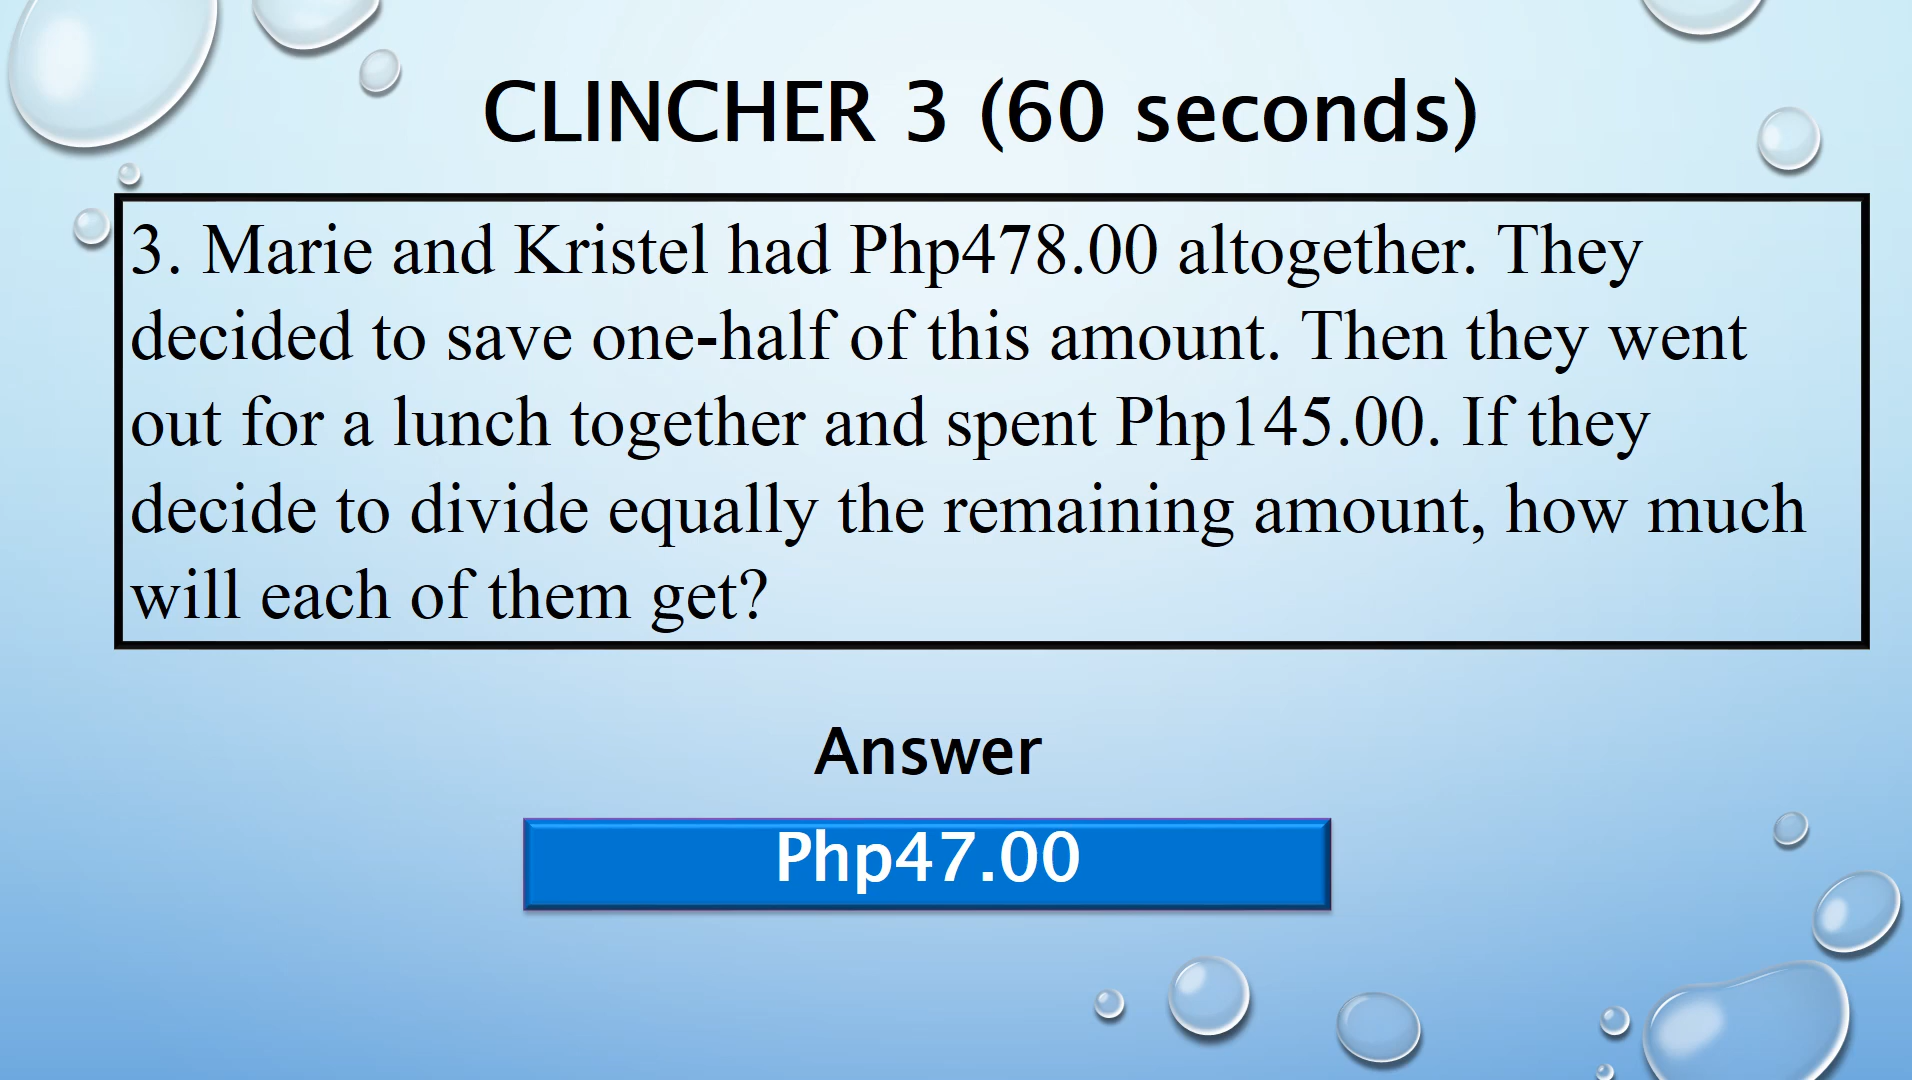 CLINCHER 3 (60 seconds)
3. Marie and Kristel had Php478.00 altogether. They
decided to save one-half of this amount. Then they went
out for a lunch together and spent Php145.00. If they
decide to divide equally the remaining amount, how much
will each of them get?
Answer
Php47.00